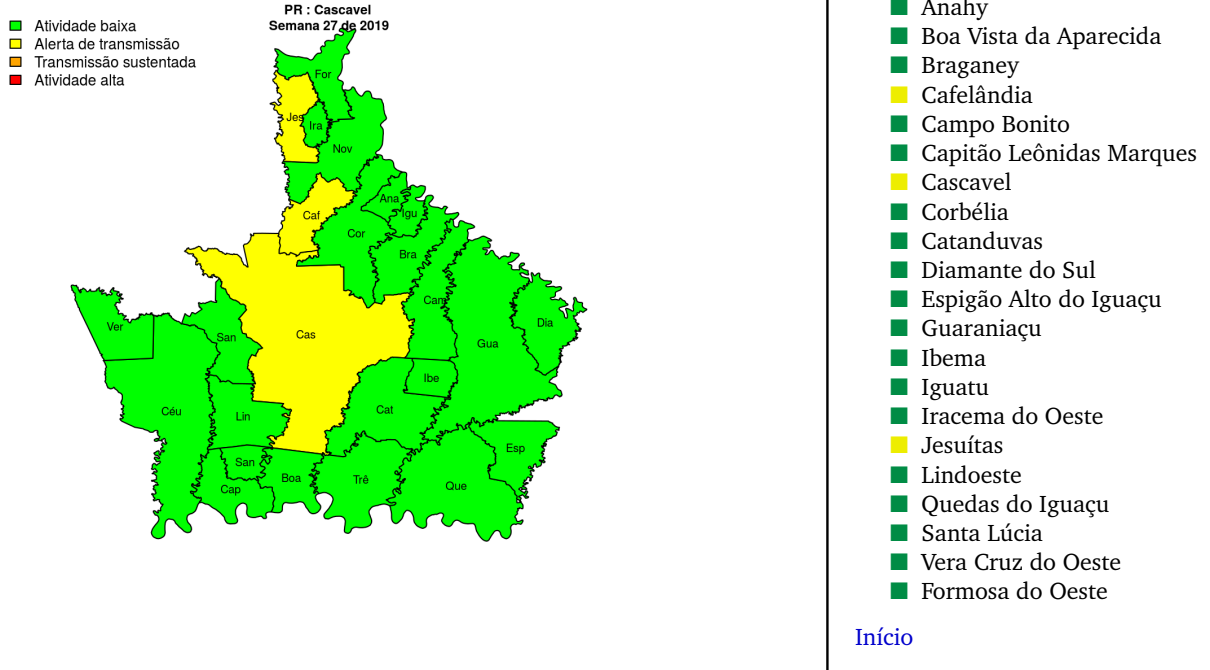 PR : Cascavel
Semana 27 de 2019
Atividade baixa
Alerta de transmissão
Transmissão sustentada
Atividade alta
For
Jes
Ira
Nov
Ana
Caf
Igu
Cor
Bra
Cam
Dia
Ver
San
Cas
Gua
Ibe
Céu
Lin
Cat
Esp
San
Boa
Trê
Cap
Que
Anahy
Boa Vista da Aparecida
Braganey
Cafelândia
Campo Bonito
Capitão Leônidas Marques
Cascavel
Corbélia
Catanduvas
Diamante do Sul
Espigão Alto do Iguaçu
Guaraniaçu
Ibema
Iguatu
Iracema do Oeste
Jesuítas
Lindoeste
Quedas do Iguaçu
Santa Lúcia
Vera Cruz do Oeste
Formosa do Oeste
Início